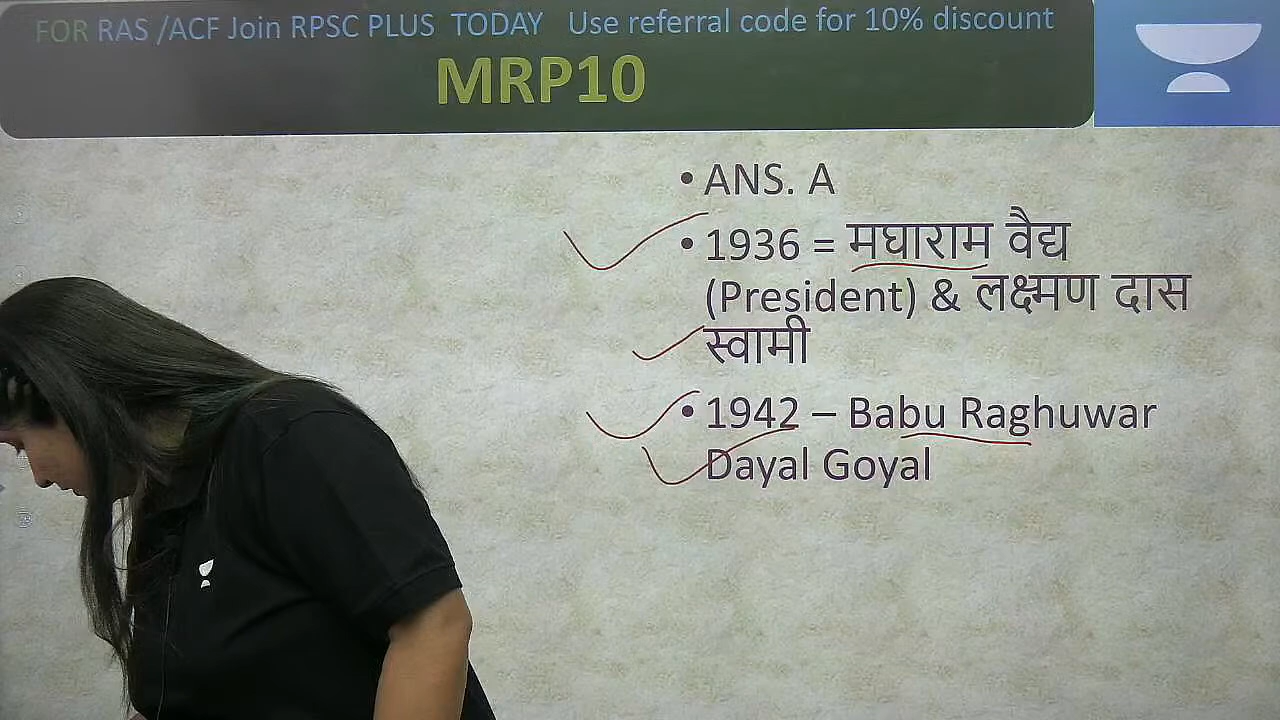 FOR RAS /ACF Join RPSC PLUS TODAY Use referral code for 10% discount
MRP10
• ANS. A
• 1936 = मघाराम वैद्य
(President) & लक्ष्मण दास
स्वामी
• 1942 – Babu Raghuwar
Dayal Goyal